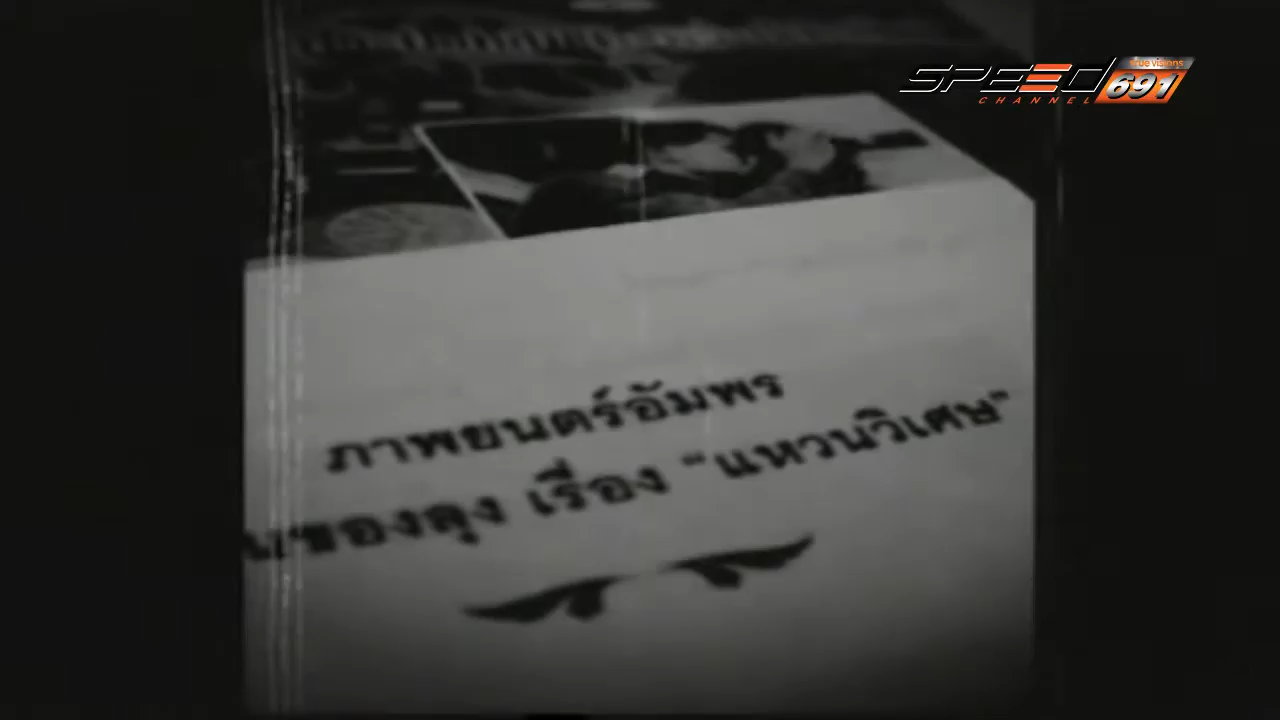 SPEED
CHANNEL
true visions
691
ภาพยนตร์อัมพร
ของลุง เรื่อง “แหวนวิเศษ”